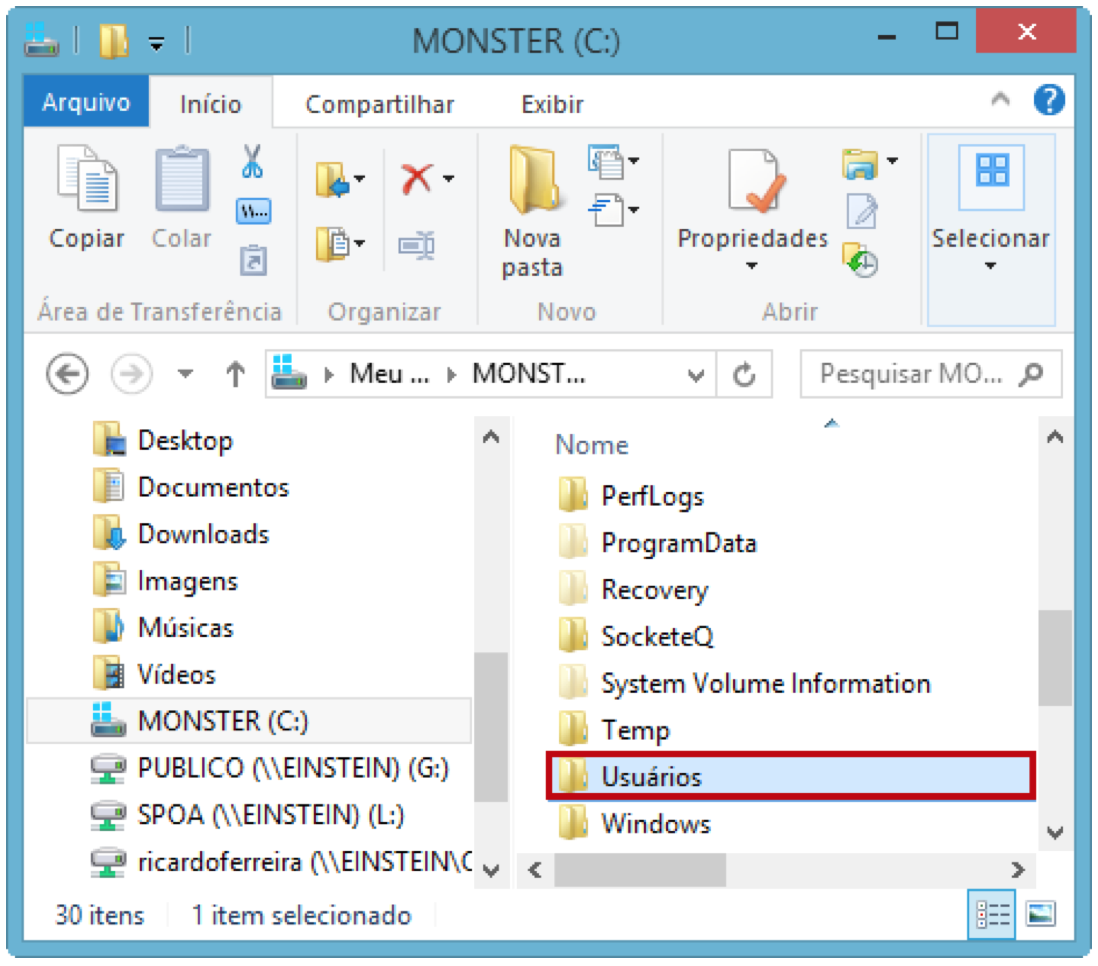 MONSTER (C:)
Arquivo Início Compartilhar Exibir
Copiar Colar Nova pasta Propriedades Selecionar
Área de Transferência Organizar Novo Abrir
Meu ... MONST... Pesquisar MO...
Desktop
Documentos
Downloads
Imagens
Músicas
Vídeos
MONSTER (C:)
PUBLICO (\\EINSTEIN) (G:)
SPOA (\\EINSTEIN) (L:)
ricardoferreira (\\EINSTEIN\C
Nome
PerfLogs
ProgramData
Recovery
SocketeQ
System Volume Information
Temp
Usuários
Windows
30 itens 1 item selecionado